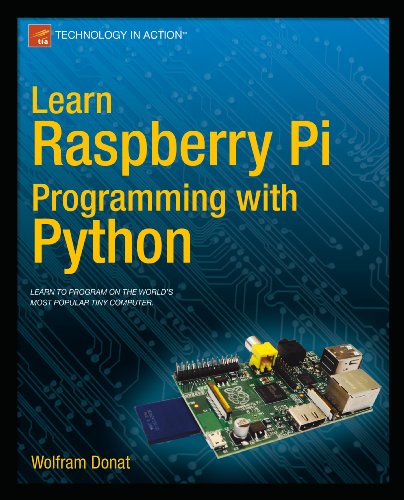 tia
TECHNOLOGY IN ACTION™
Learn
Raspberry Pi
Programming with
Python
LEARN TO PROGRAM ON THE WORLD'S
MOST POPULAR TINY COMPUTER.
Wolfram Donat